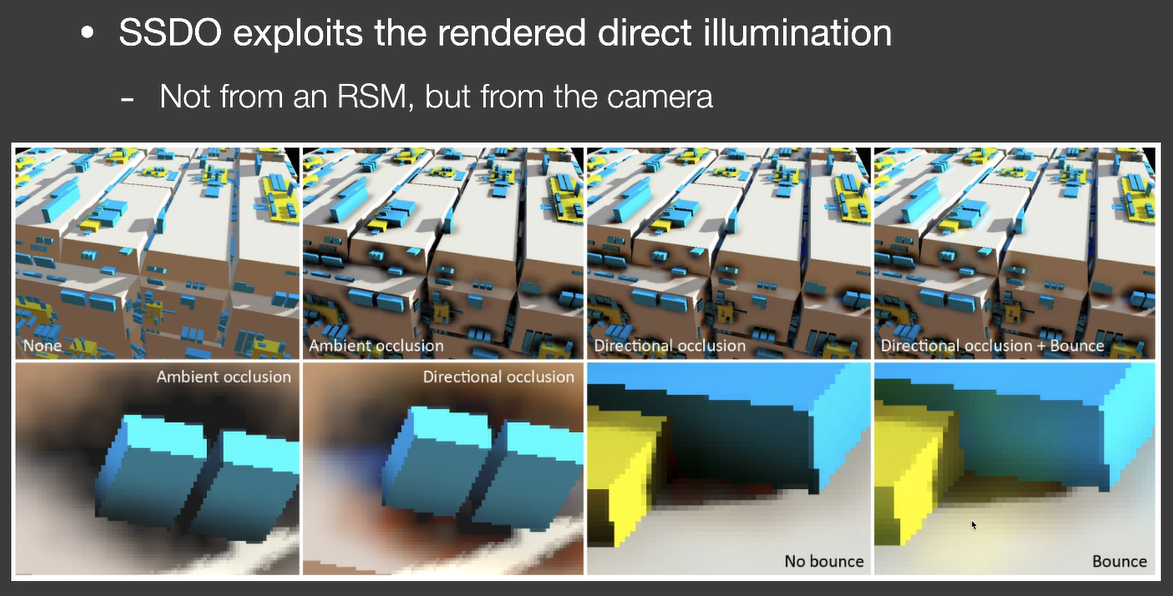 • SSDO exploits the rendered direct illumination
- Not from an RSM, but from the camera
None
Ambient occlusion
Directional occlusion
Directional occlusion + Bounce
Ambient occlusion
Directional occlusion
No bounce
Bounce